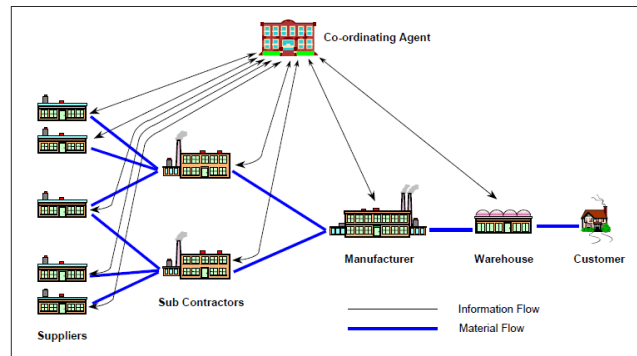 Co-ordinating Agent
Manufacturer
Warehouse
Customer
Sub Contractors
Suppliers
Information Flow
Material Flow